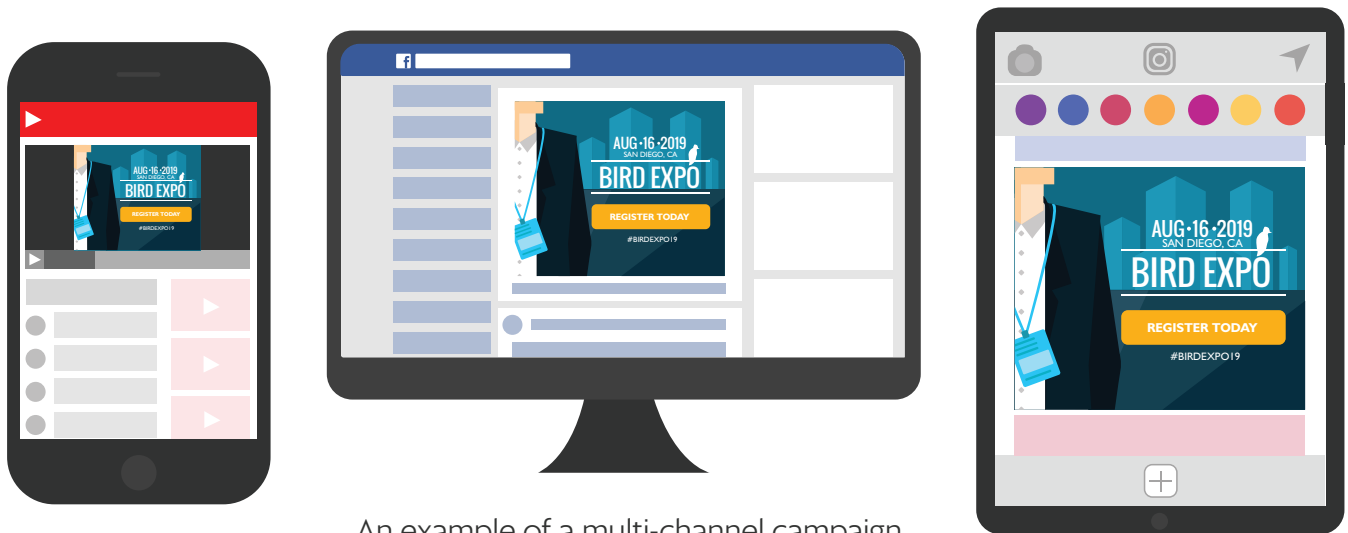 AUG•16•2019
SAN DIEGO, CA
BIRD EXPO
REGISTER TODAY
#BIRDEXPO19
f
AUG•16•2019
SAN DIEGO, CA
BIRD EXPO
REGISTER TODAY
#BIRDEXPO19
AUG•16•2019
SAN DIEGO, CA
BIRD EXPO
REGISTER TODAY
#BIRDEXPO19
An example of a multi-channel campaign